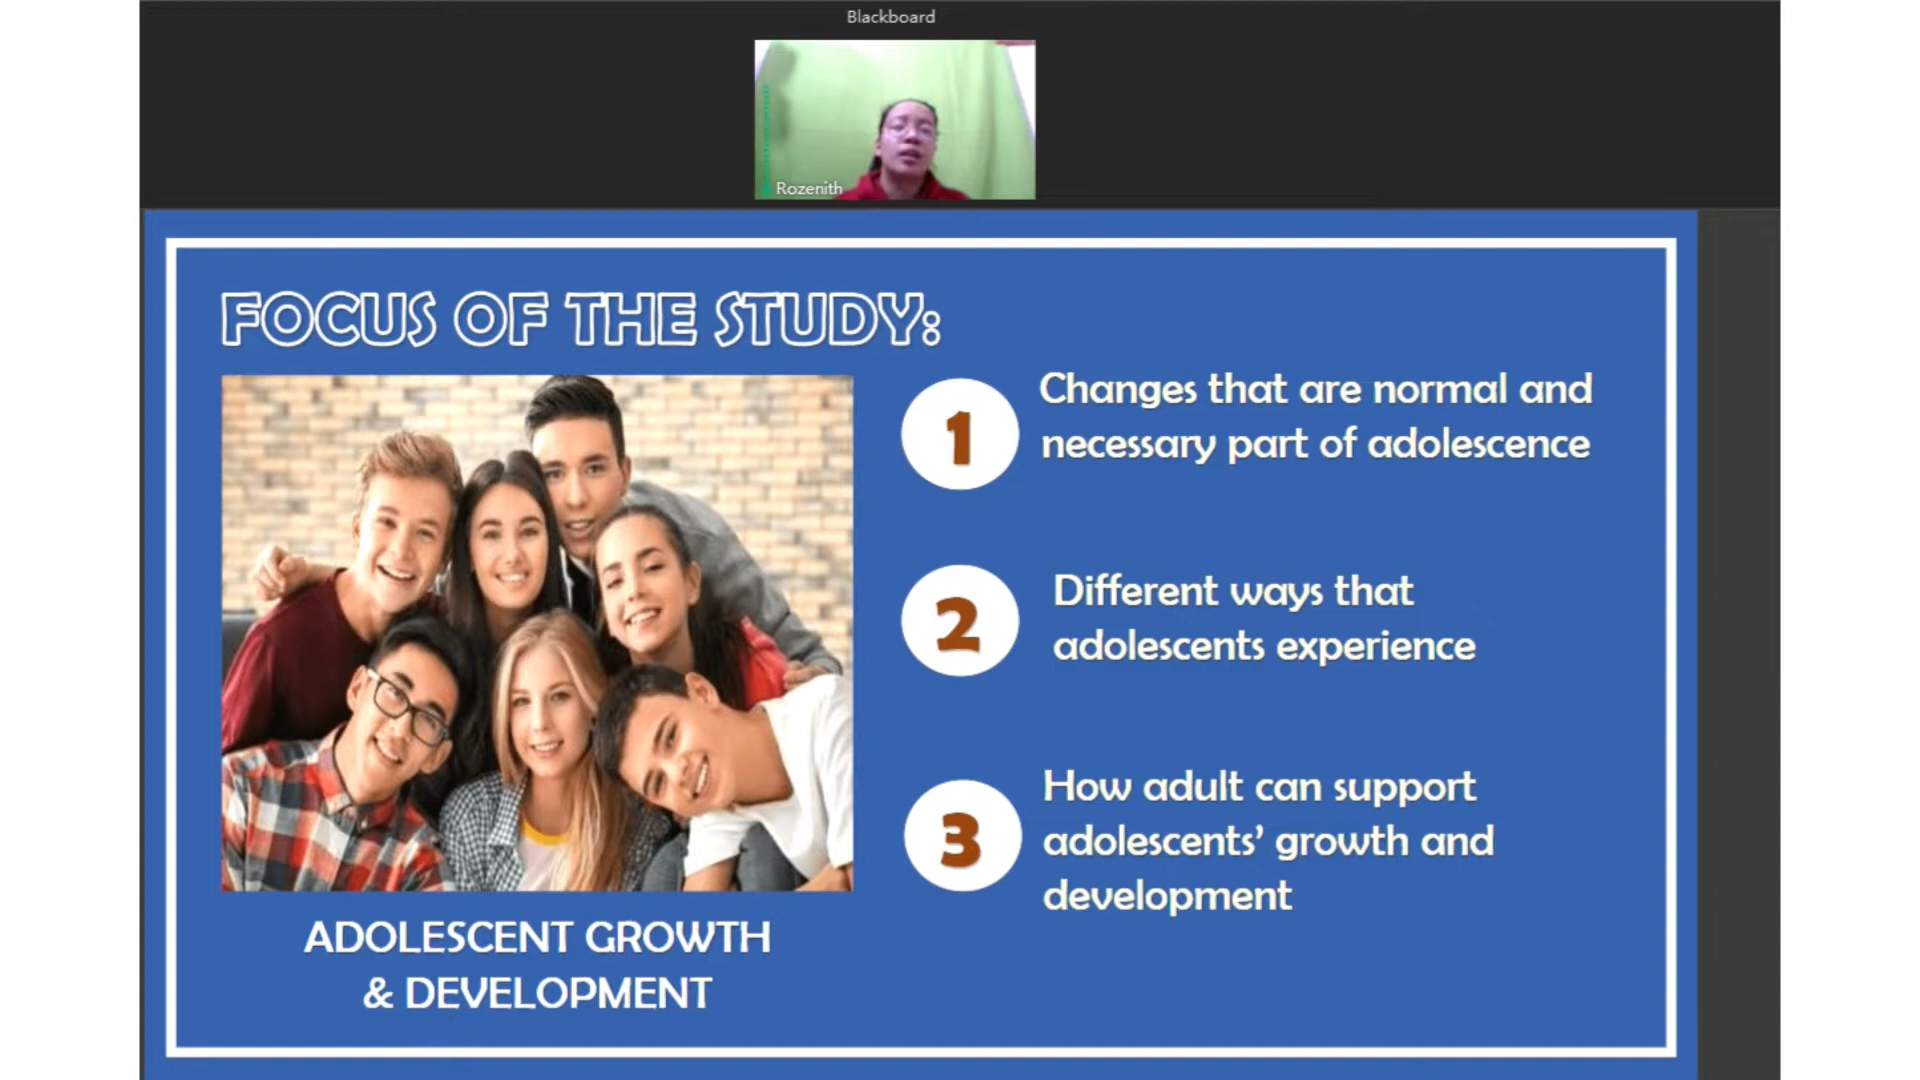 Blackboard
Rozenith
FOCUS OF THE STUDY:
1
Changes that are normal and
necessary part of adolescence
2
Different ways that
adolescents experience
3
How adult can support
adolescents’ growth and
development
ADOLESCENT GROWTH
& DEVELOPMENT